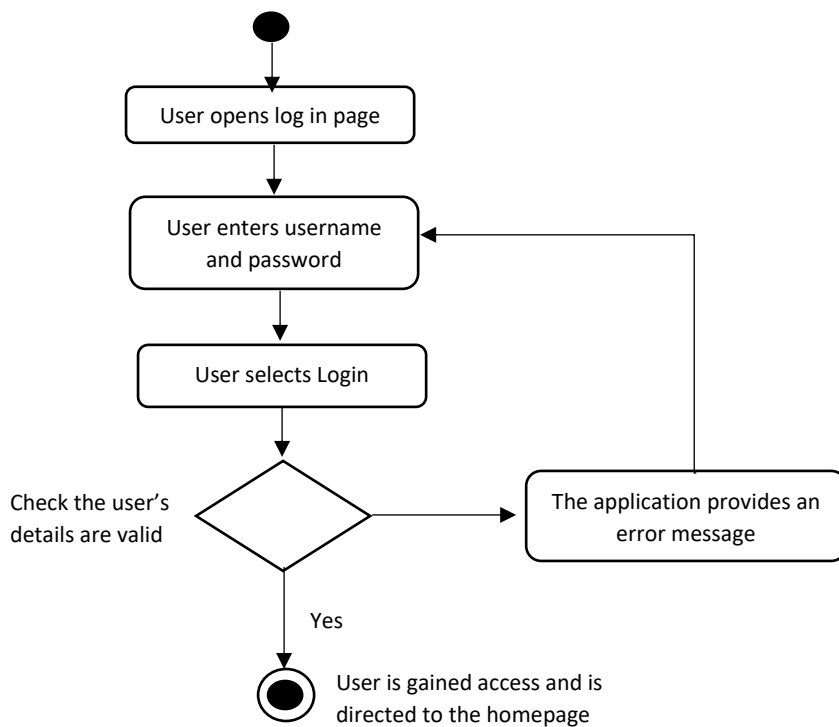 User opens log in page
User enters username
and password
User selects Login
Check the user’s
details are valid
The application provides an
error message
Yes
User is gained access and is
directed to the homepage